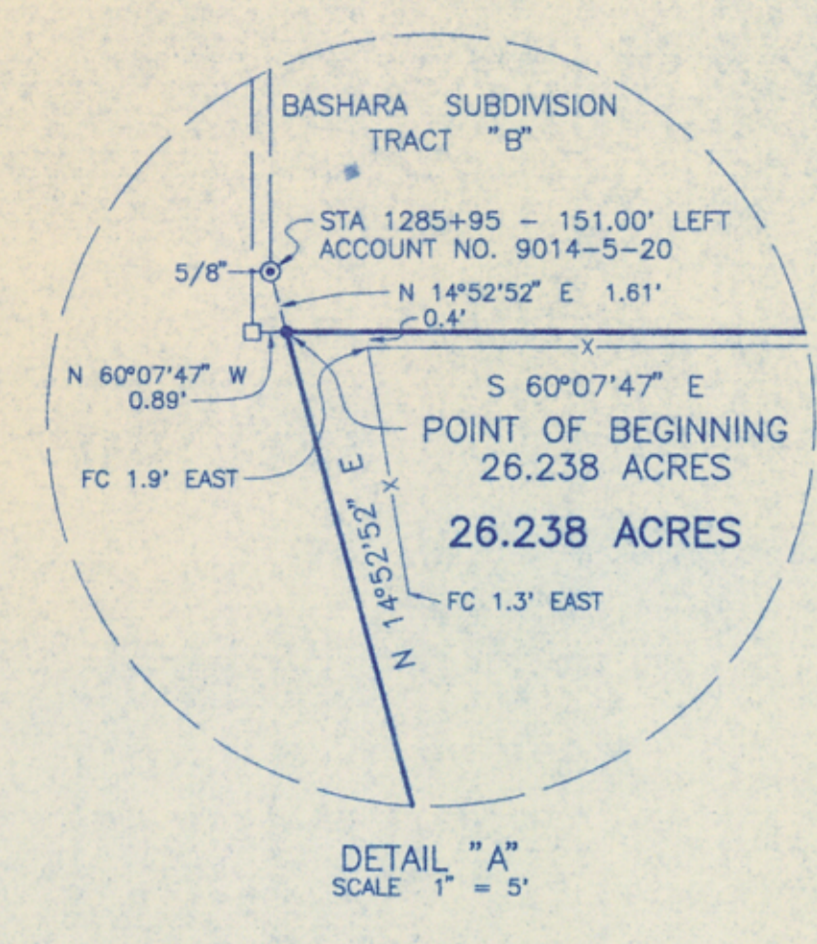 BASHARA SUBDIVISION
TRACT "B"
STA 1285+95 - 151.00' LEFT
ACCOUNT NO. 9014-5-20
5/8"
N 14°52'52" E 1.61'
0.4'
X
N 60°07'47" W
0.89'
S 60°07'47" E
POINT OF BEGINNING
26.238 ACRES
FC 1.9' EAST
X
N 14°52'52" E
26.238 ACRES
FC 1.3' EAST
DETAIL "A"
SCALE 1" = 5'